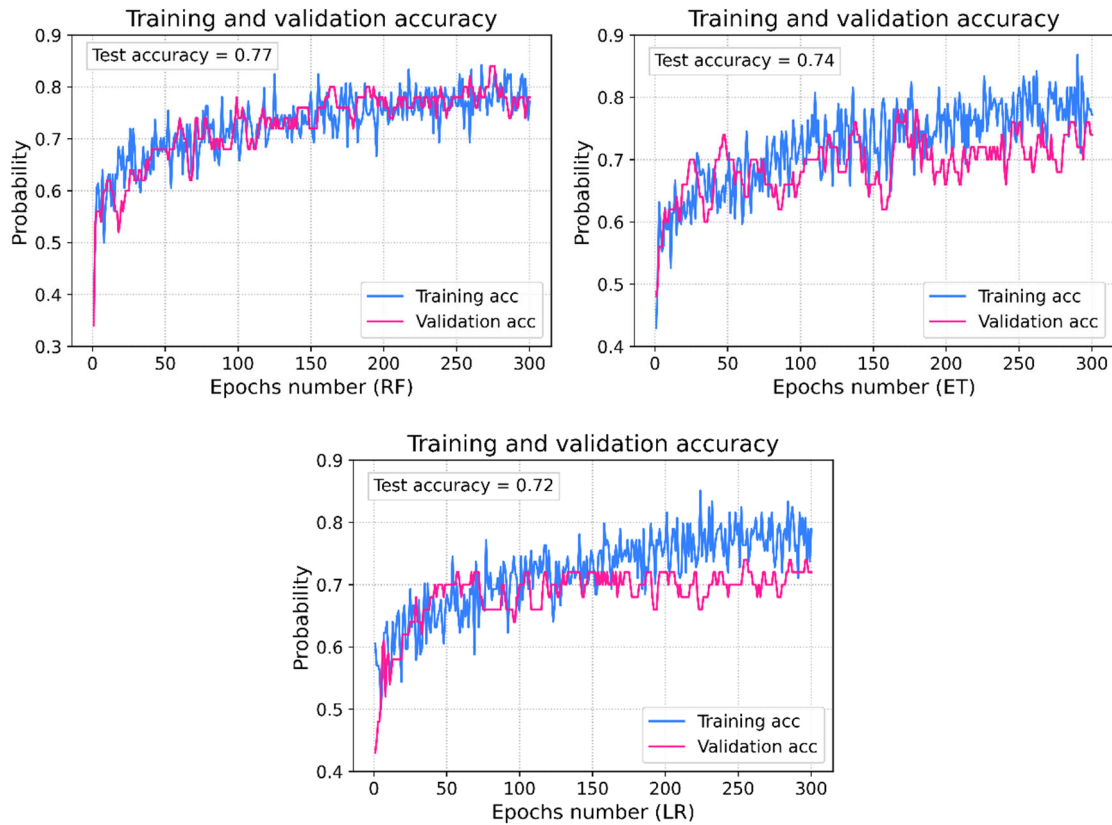 Training and validation accuracy
Test accuracy = 0.77
Probability
0.9
0.8
0.7
0.6
0.5
0.4
0.3
0 50 100 150 200 250 300
Epochs number (RF)
Training acc
Validation acc
Training and validation accuracy
Test accuracy = 0.74
Probability
0.9
0.8
0.7
0.6
0.5
0.4
0 50 100 150 200 250 300
Epochs number (ET)
Training acc
Validation acc
Training and validation accuracy
Test accuracy = 0.72
Probability
0.9
0.8
0.7
0.6
0.5
0.4
0 50 100 150 200 250 300
Epochs number (LR)
Training acc
Validation acc